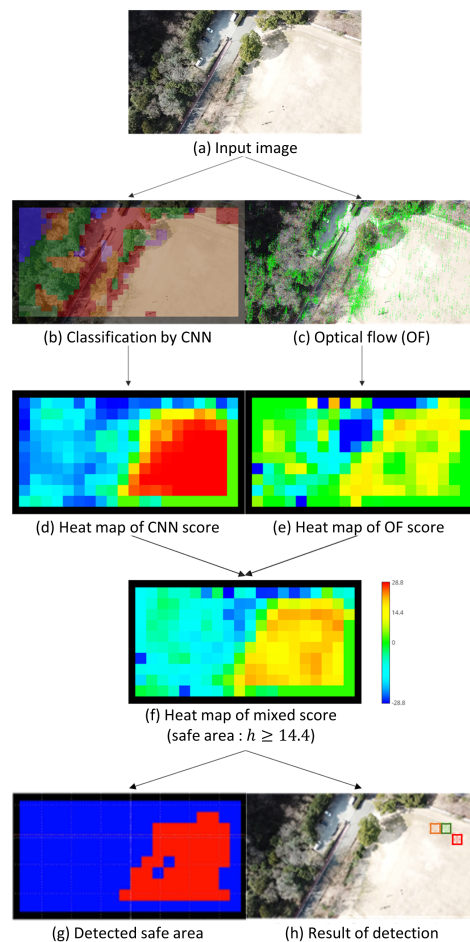 (a) Input image
(b) Classification by CNN
(c) Optical flow (OF)
(d) Heat map of CNN score
(e) Heat map of OF score
28.8
14.4
0
-28.8
(f) Heat map of mixed score
(safe area : ℎ ≥ 14.4)
(g) Detected safe area
(h) Result of detection